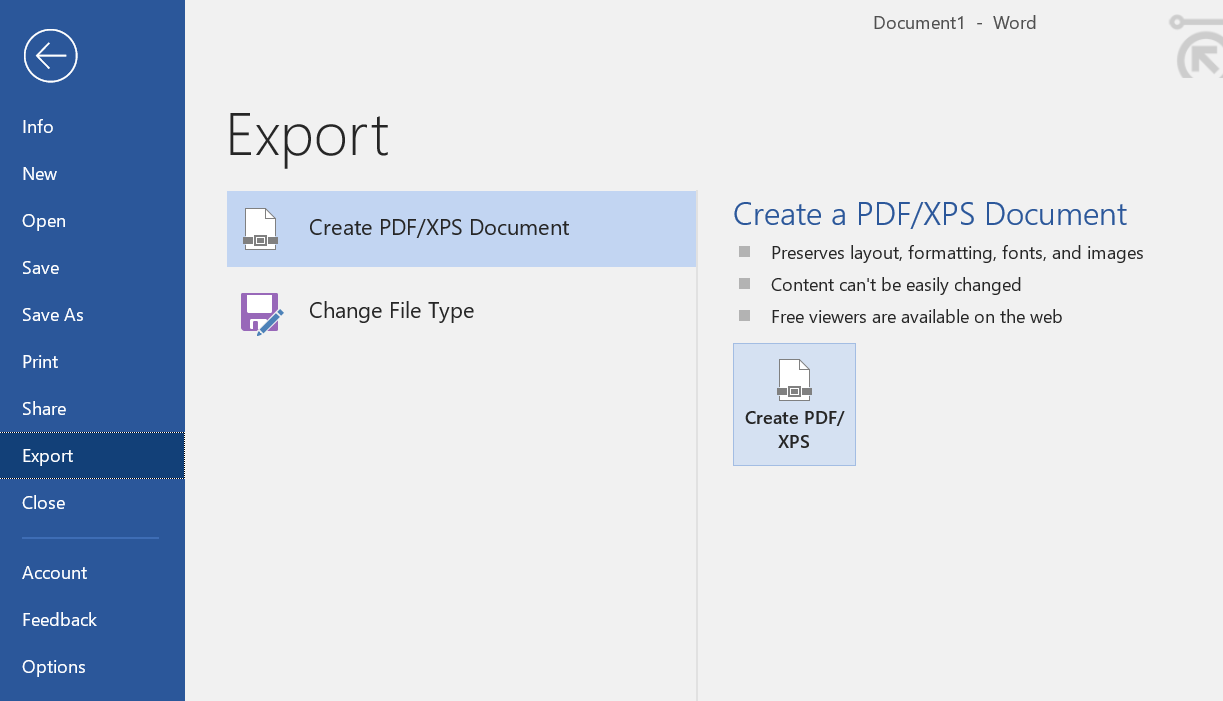 Document1 - Word
Info
New
Open
Save
Save As
Print
Share
Export
Close
Account
Feedback
Options
Export
Create PDF/XPS Document
Change File Type
Create a PDF/XPS Document
Preserves layout, formatting, fonts, and images
Content can't be easily changed
Free viewers are available on the web
Create PDF/
XPS